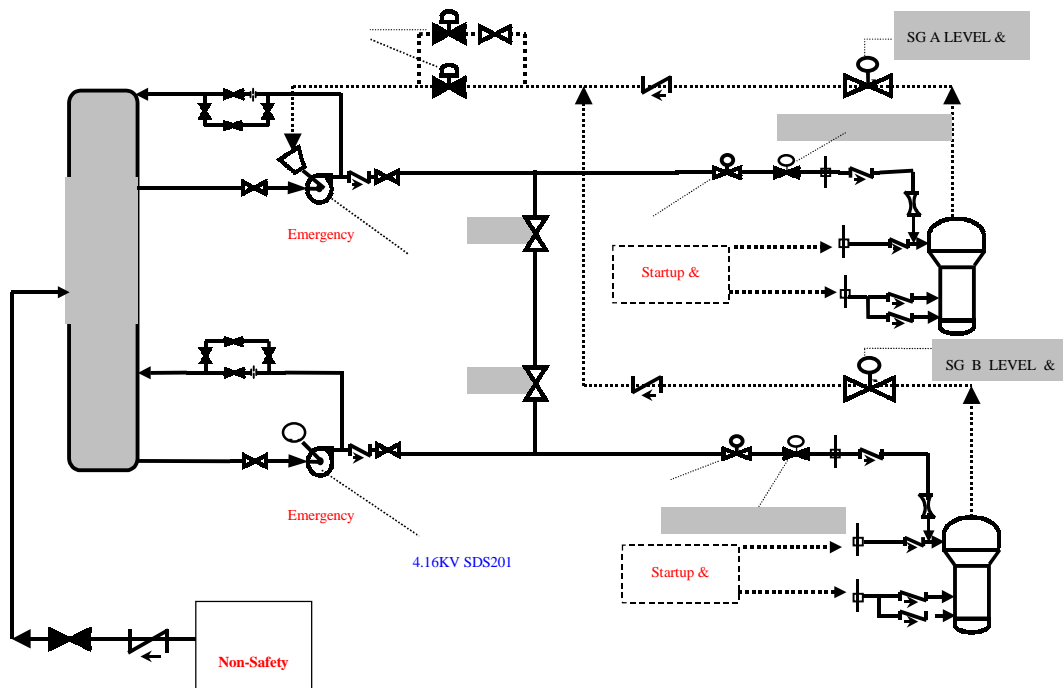 SG A LEVEL &
Emergency
Startup &
SG B LEVEL &
Emergency
4.16KV SDS201
Startup &
Non-Safety